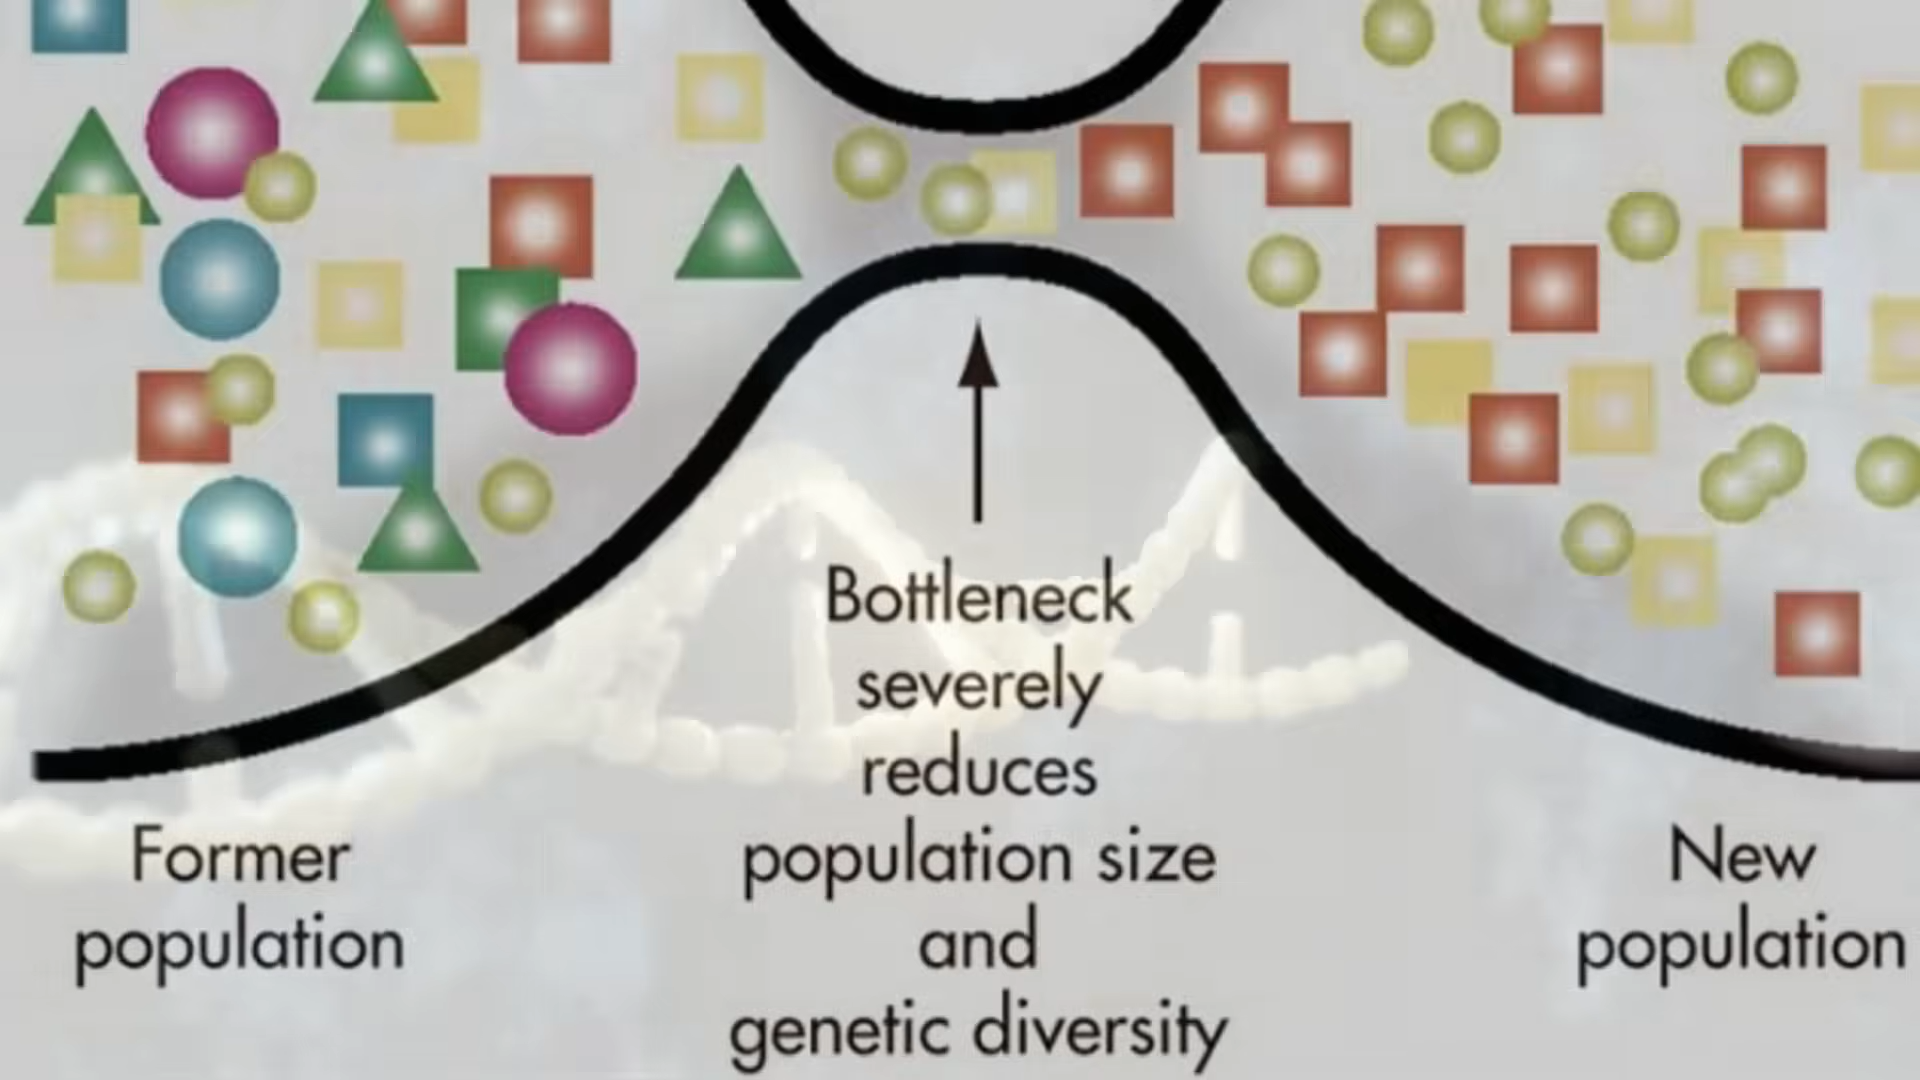 Bottleneck
severely
reduces
population size
and
genetic diversity
Former
population
New
population